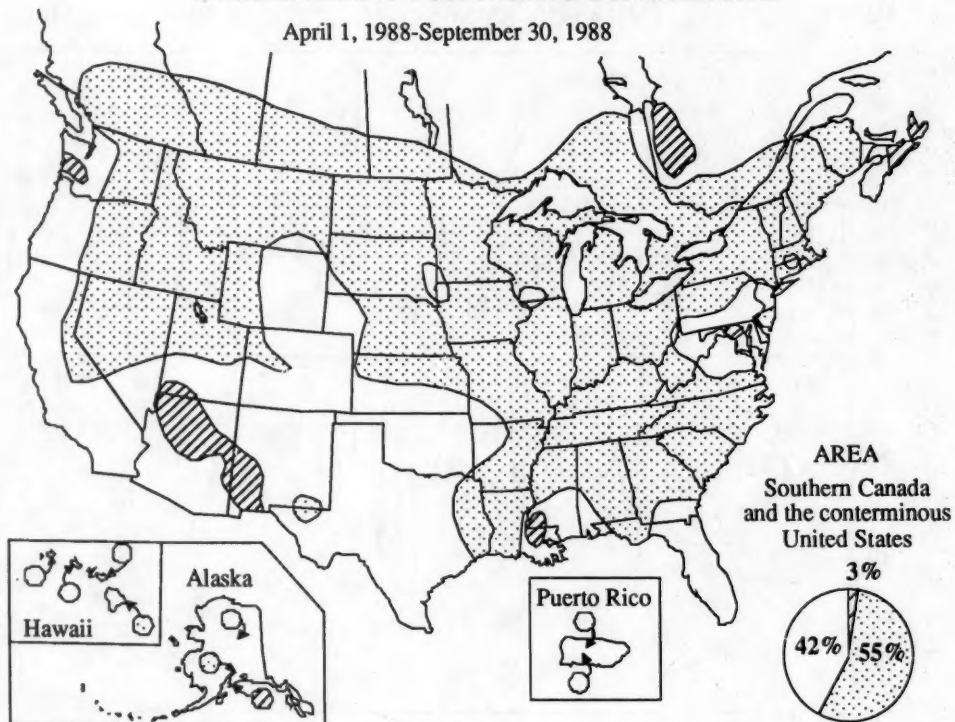 April 1, 1988-September 30, 1988
AREA
Southern Canada
and the conterminous
United States
3%
42%
55%
Alaska
Hawaii
Puerto Rico